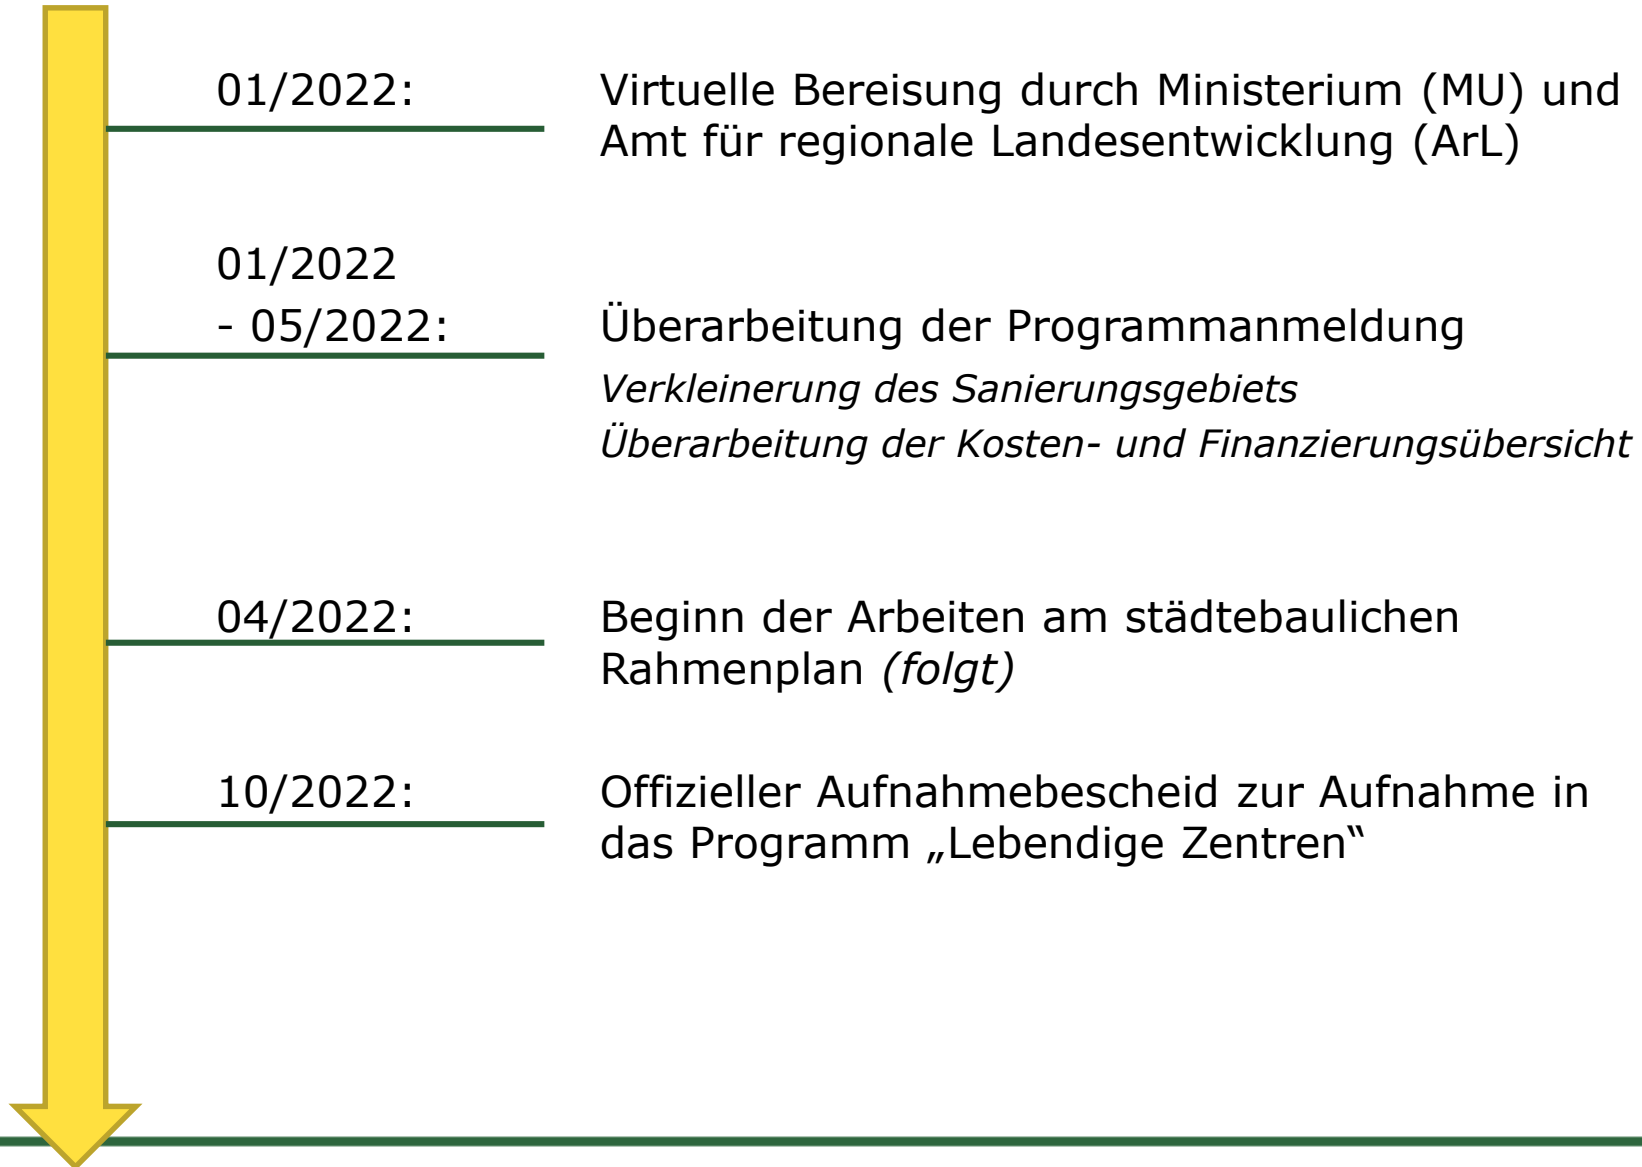 01/2022:
Virtuelle Bereisung durch Ministerium (MU) und
Amt für regionale Landesentwicklung (ArL)
01/2022
- 05/2022:
Überarbeitung der Programmanmeldung
Verkleinerung des Sanierungsgebiets
Überarbeitung der Kosten- und Finanzierungsübersicht
04/2022:
Beginn der Arbeiten am städtebaulichen
Rahmenplan (folgt)
10/2022:
Offizieller Aufnahmebescheid zur Aufnahme in
das Programm „Lebendige Zentren“